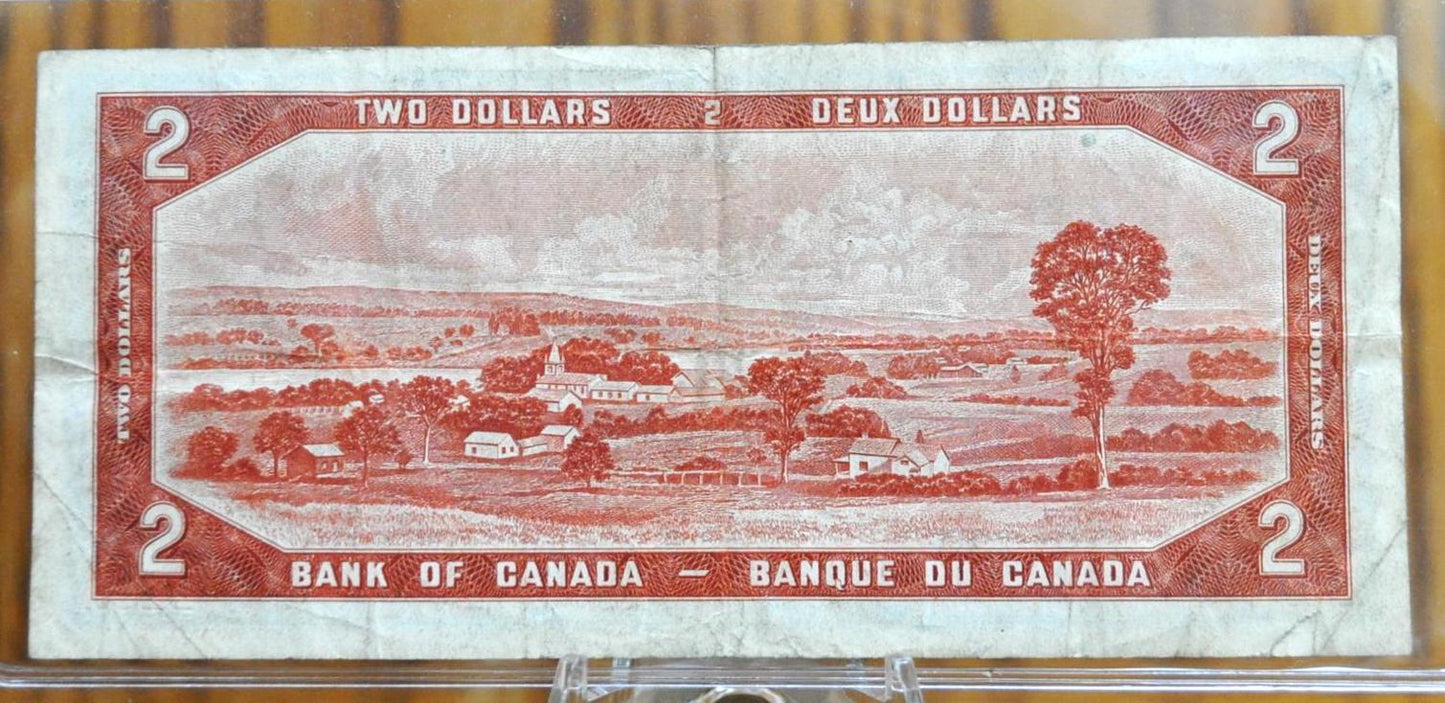 2 TWO DOLLARS 2 DEUX DOLLARS 2
TWO DOLLARS
DEUX DOLLARS
2 BANK OF CANADA — BANQUE DU CANADA 2